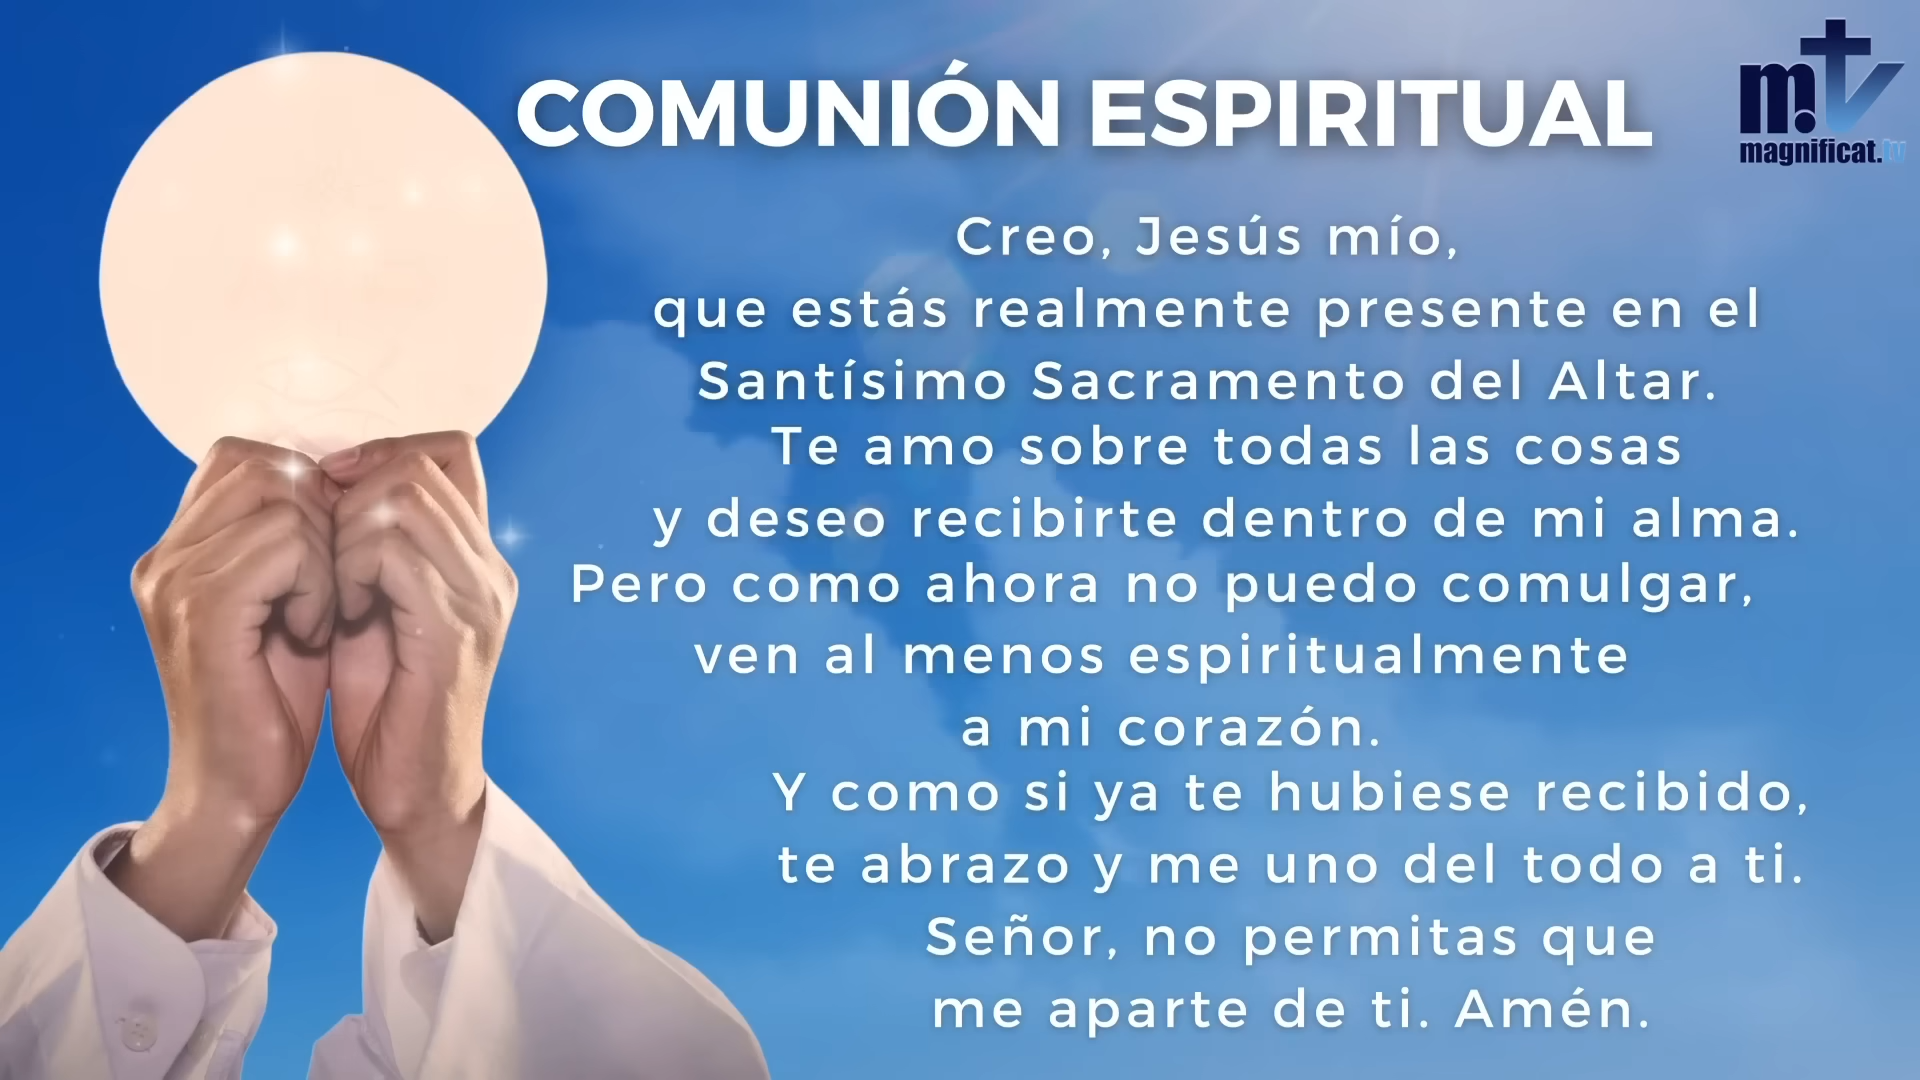 COMUNIÓN ESPIRITUAL
mtv
magnificat.tv
Creo, Jesús mío,
que estás realmente presente en el
Santísimo Sacramento del Altar.
Te amo sobre todas las cosas
y deseo recibirte dentro de mi alma.
Pero como ahora no puedo comulgar,
ven al menos espiritualmente
a mi corazón.
Y como si ya te hubiese recibido,
te abrazo y me uno del todo a ti.
Señor, no permitas que
me aparte de ti. Amén.